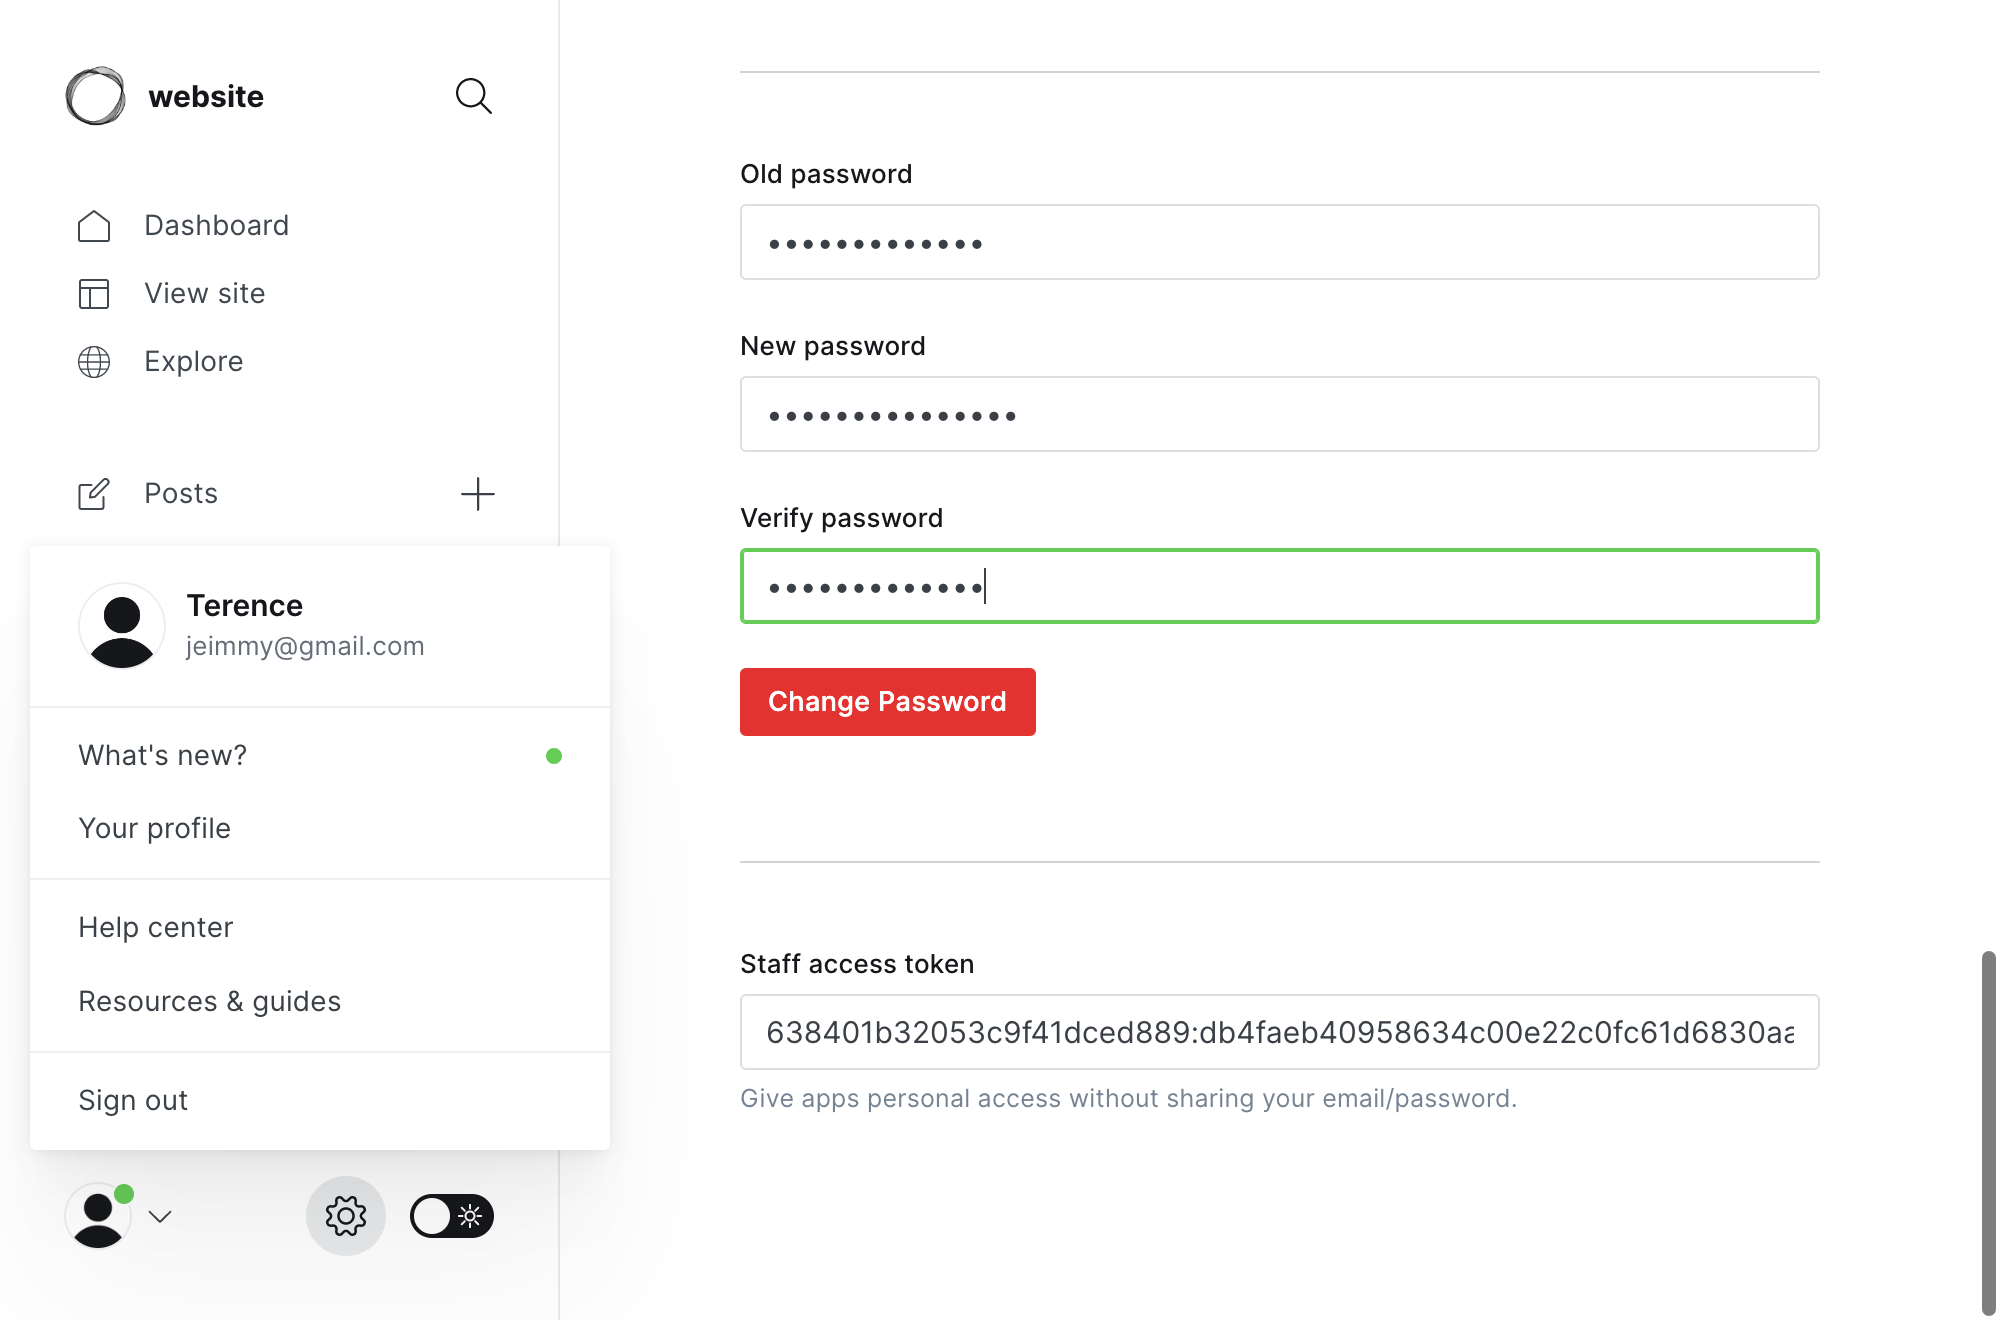 website
Dashboard
View site
Explore
Posts
Terence
jeimmy@gmail.com
What's new?
Your profile
Help center
Resources & guides
Sign out
Old password
•••••••••••••
New password
•••••••••••••••
Verify password
•••••••••••••
Change Password
Staff access token
638401b32053c9f41dced889:db4faeb40958634c00e22c0fc61d6830aa
Give apps personal access without sharing your email/password.